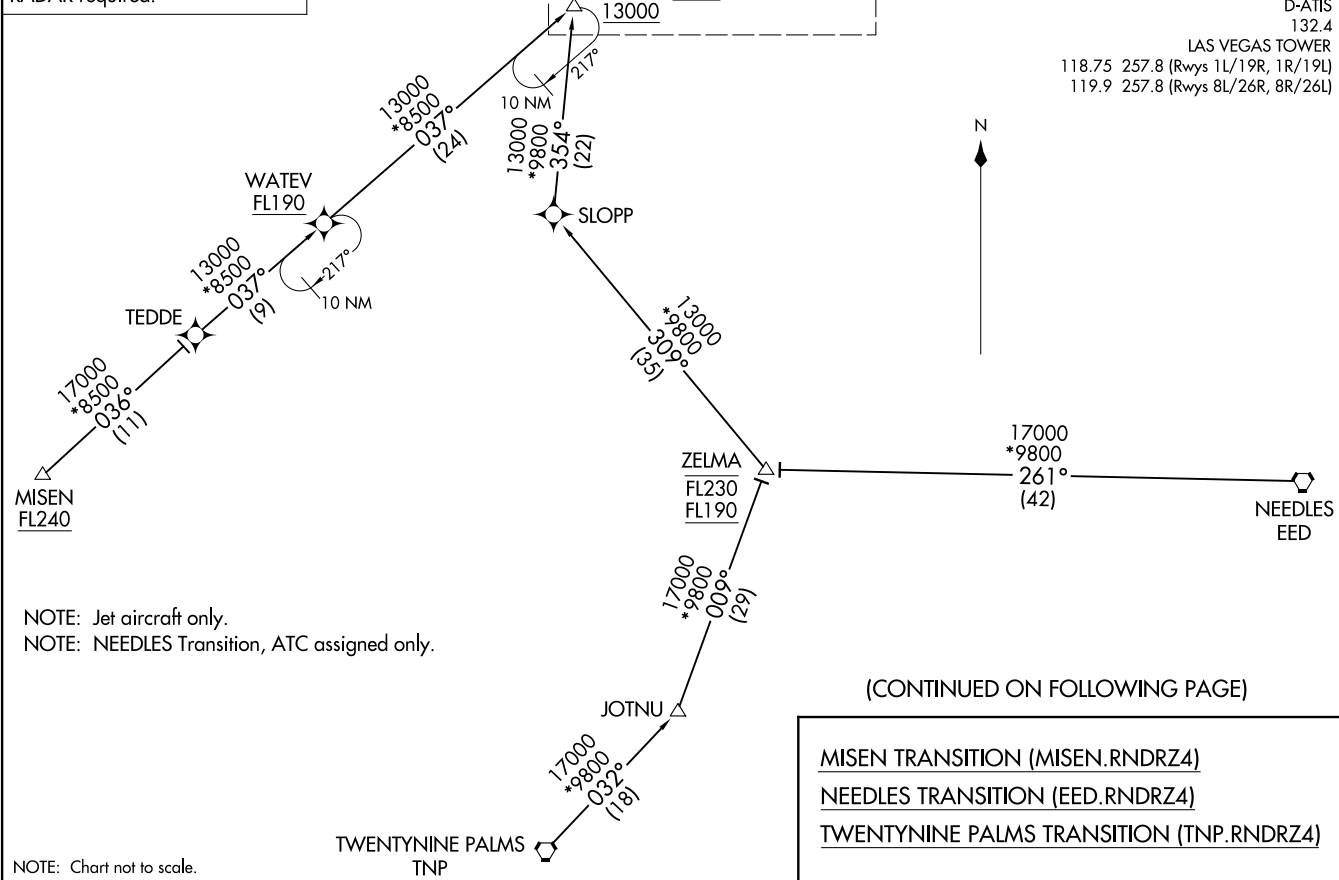 13000
D-ATIS
132.4
LAS VEGAS TOWER
118.75 257.8 (Rwys 1L/19R, 1R/19L)
119.9 257.8 (Rwys 8L/26R, 8R/26L)
N
217°
10 NM
13000
*8500
037°
(24)
13000
*9800
354°
(22)
WATEV
FL190
SLOPP
217°
10 NM
13000
*8500
037°
(9)
TEDDE
17000
*8500
036°
(11)
MISEN
FL240
13000
*9800
309°
(35)
ZELMA
FL230
FL190
17000
*9800
261°
(42)
NEEDLES
EED
17000
*9800
009°
(29)
NOTE: Jet aircraft only.
NOTE: NEEDLES Transition, ATC assigned only.
JOTNU
17000
*9800
032°
(18)
TWENTYNINE PALMS
TNP
(CONTINUED ON FOLLOWING PAGE)
MISEN TRANSITION (MISEN.RNDRZ4)
NEEDLES TRANSITION (EED.RNDRZ4)
TWENTYNINE PALMS TRANSITION (TNP.RNDRZ4)
NOTE: Chart not to scale.